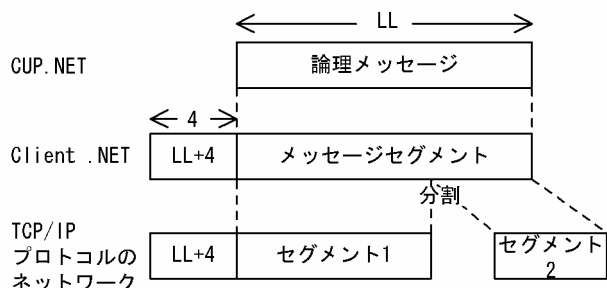 LL
CUP.NET
論理メッセージ
4
Client .NET
LL+4
メッセージセグメント
分割
TCP/IP
プロトコルの
ネットワーク
LL+4
セグメント1
セグメント
2